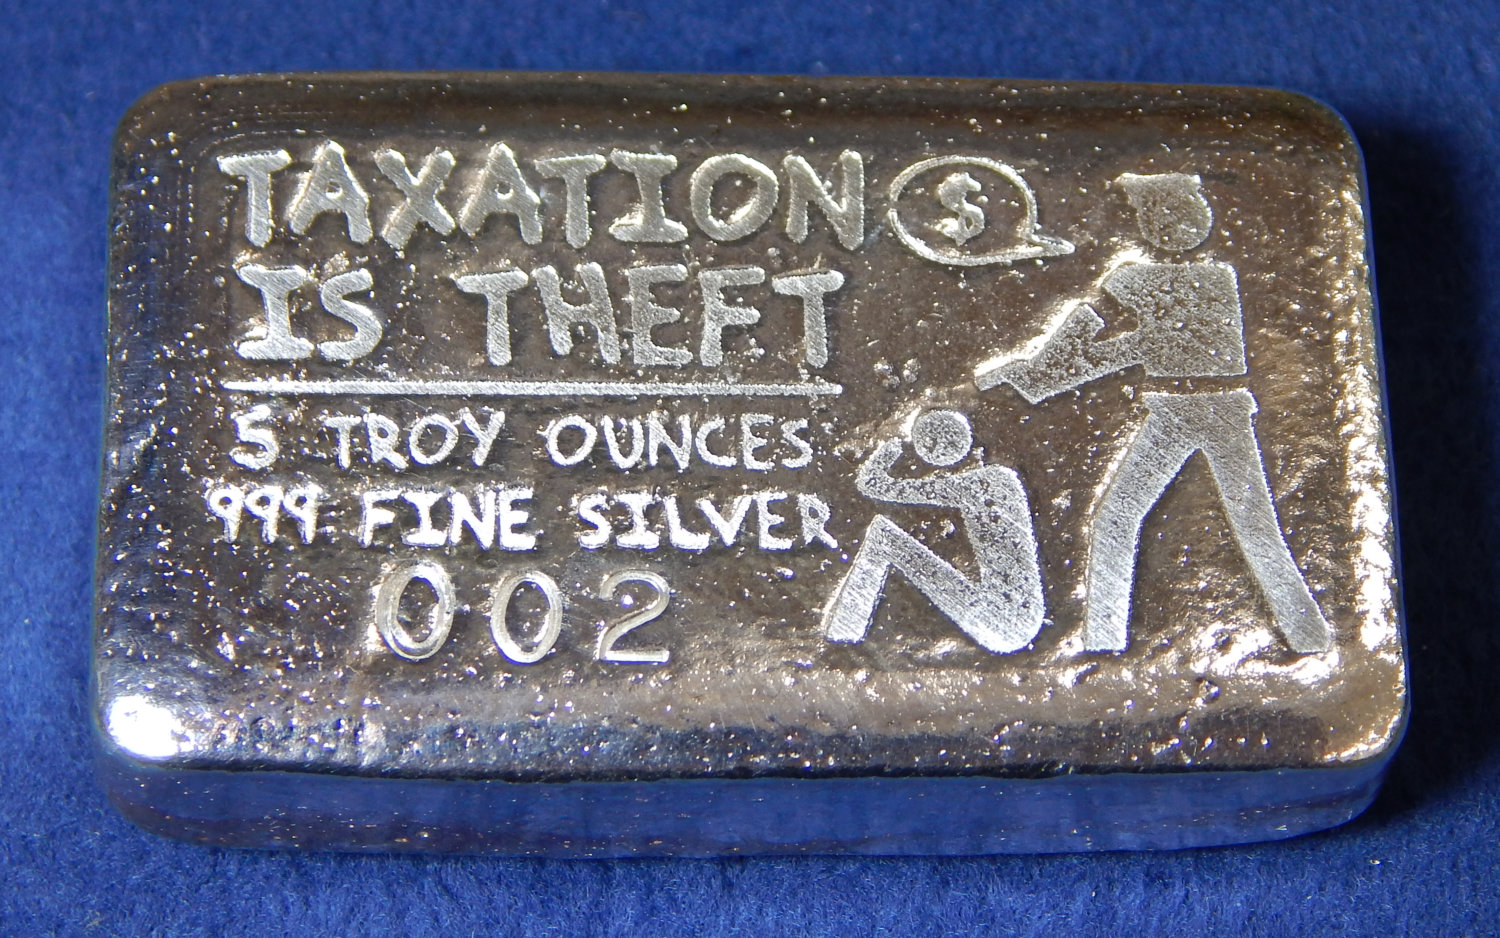 TAXATION
IS THEFT
$
5 TROY OUNCES
999 FINE SILVER
002